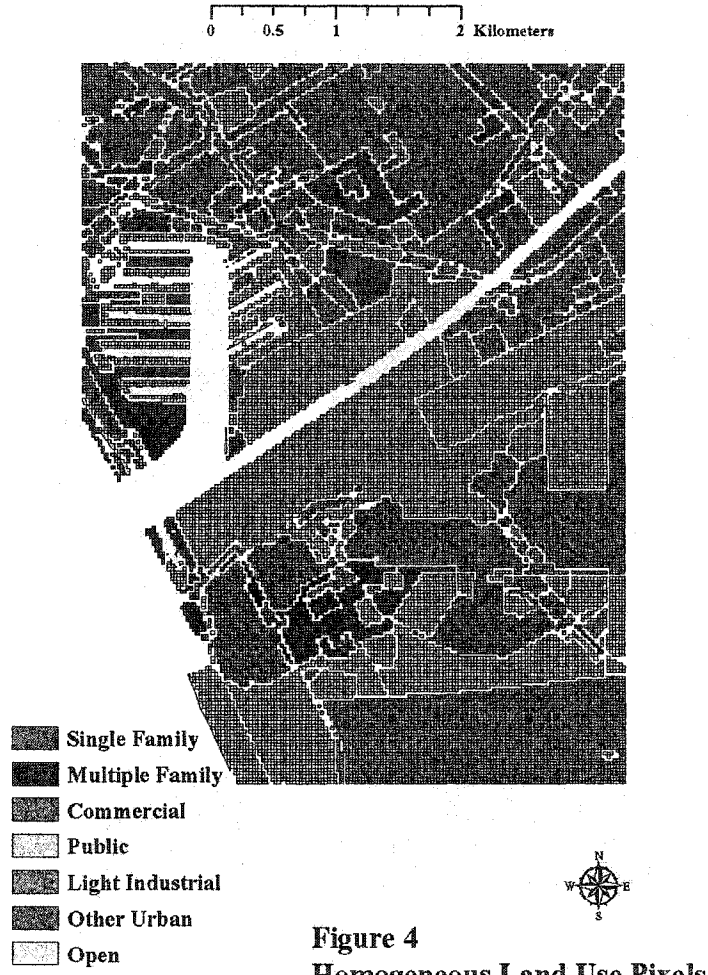 0 0.5 1 2 Kilometers
Single Family
Multiple Family
Commercial
Public
Light Industrial
Other Urban
Open
N
W E
S
Figure 4
Homogeneous Land Use Pixels